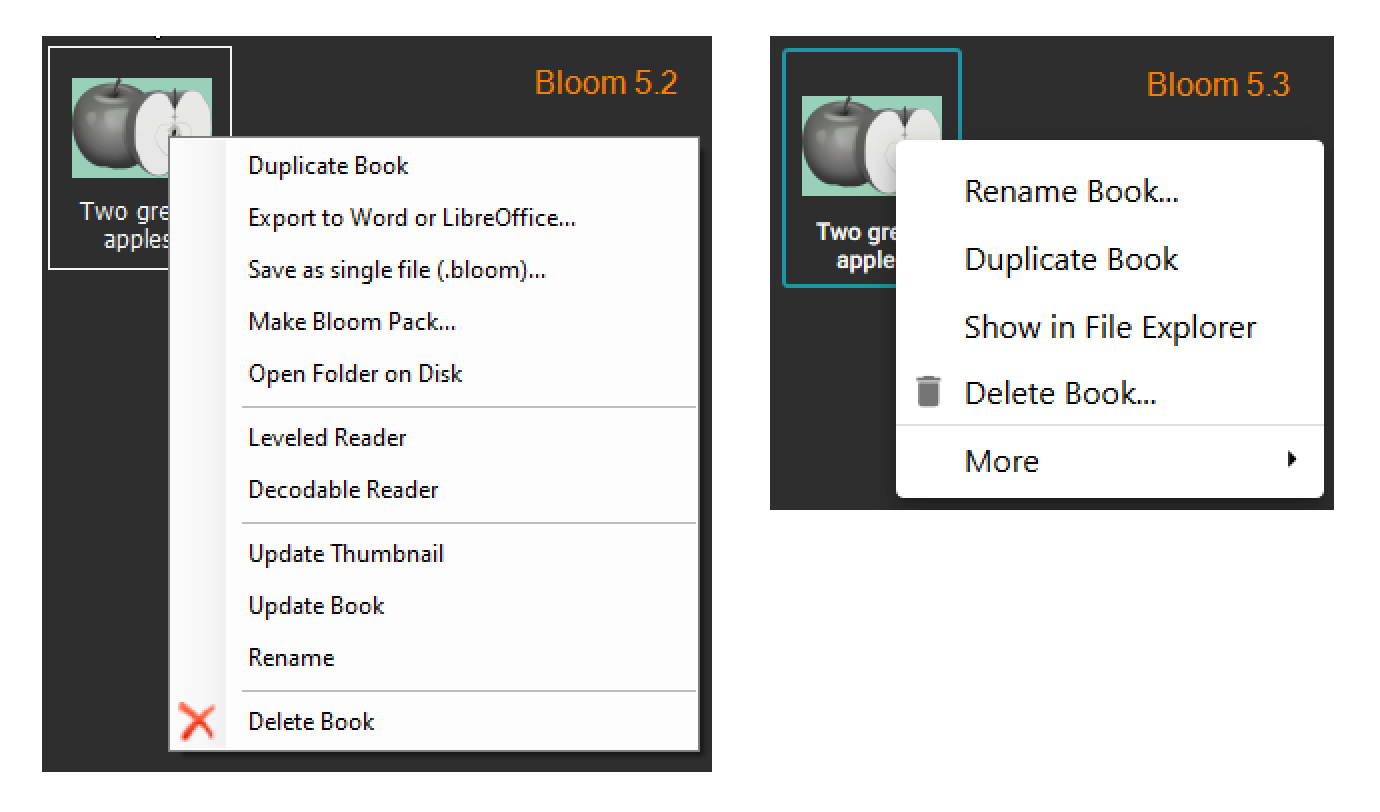 Bloom 5.2
Two gre
apples
Duplicate Book
Export to Word or LibreOffice...
Save as single file (.bloom)...
Make Bloom Pack...
Open Folder on Disk
Leveled Reader
Decodable Reader
Update Thumbnail
Update Book
Rename
Delete Book
Bloom 5.3
Two gre
apple
Rename Book...
Duplicate Book
Show in File Explorer
Delete Book...
More